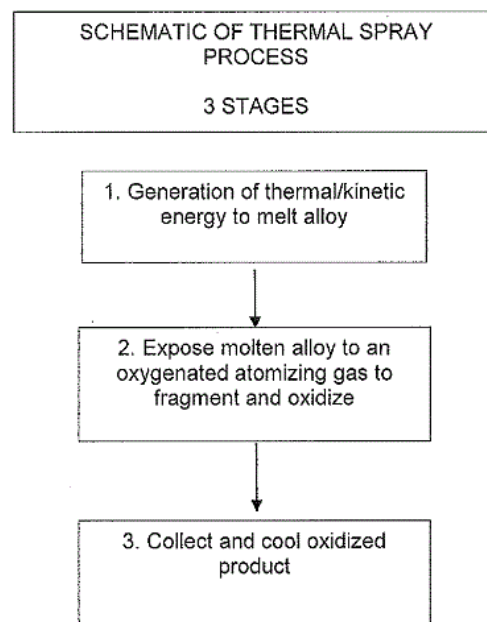 SCHEMATIC OF THERMAL SPRAY
PROCESS
3 STAGES
1. Generation of thermal/kinetic
energy to melt alloy
2. Expose molten alloy to an
oxygenated atomizing gas to
fragment and oxidize
3. Collect and cool oxidized
product